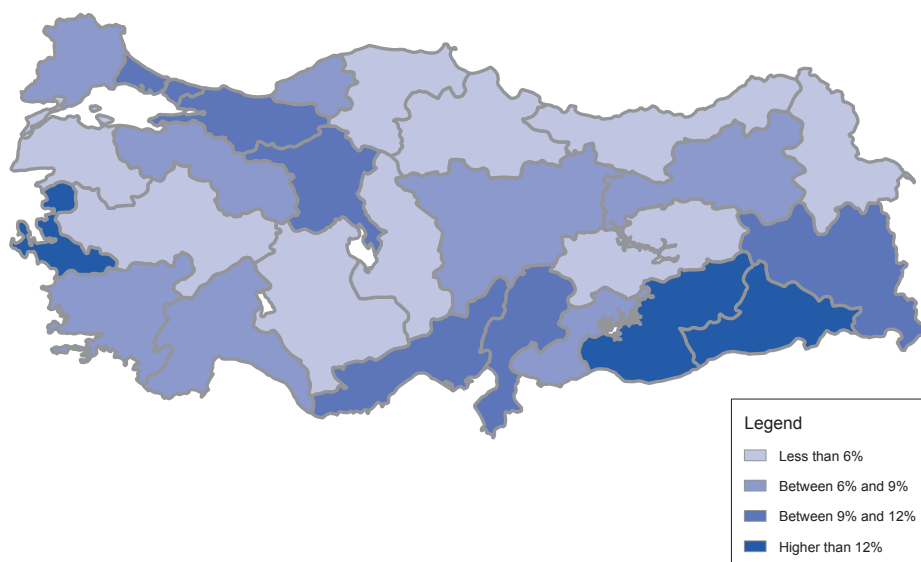 Legend
Less than 6%
Between 6% and 9%
Between 9% and 12%
Higher than 12%